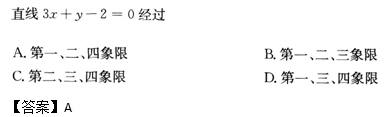 直线 3x + y − 2 = 0 经过
A. 第一、二、四象限 B. 第一、二、三象限
C. 第二、三、四象限 D. 第一、三、四象限
【答案】A